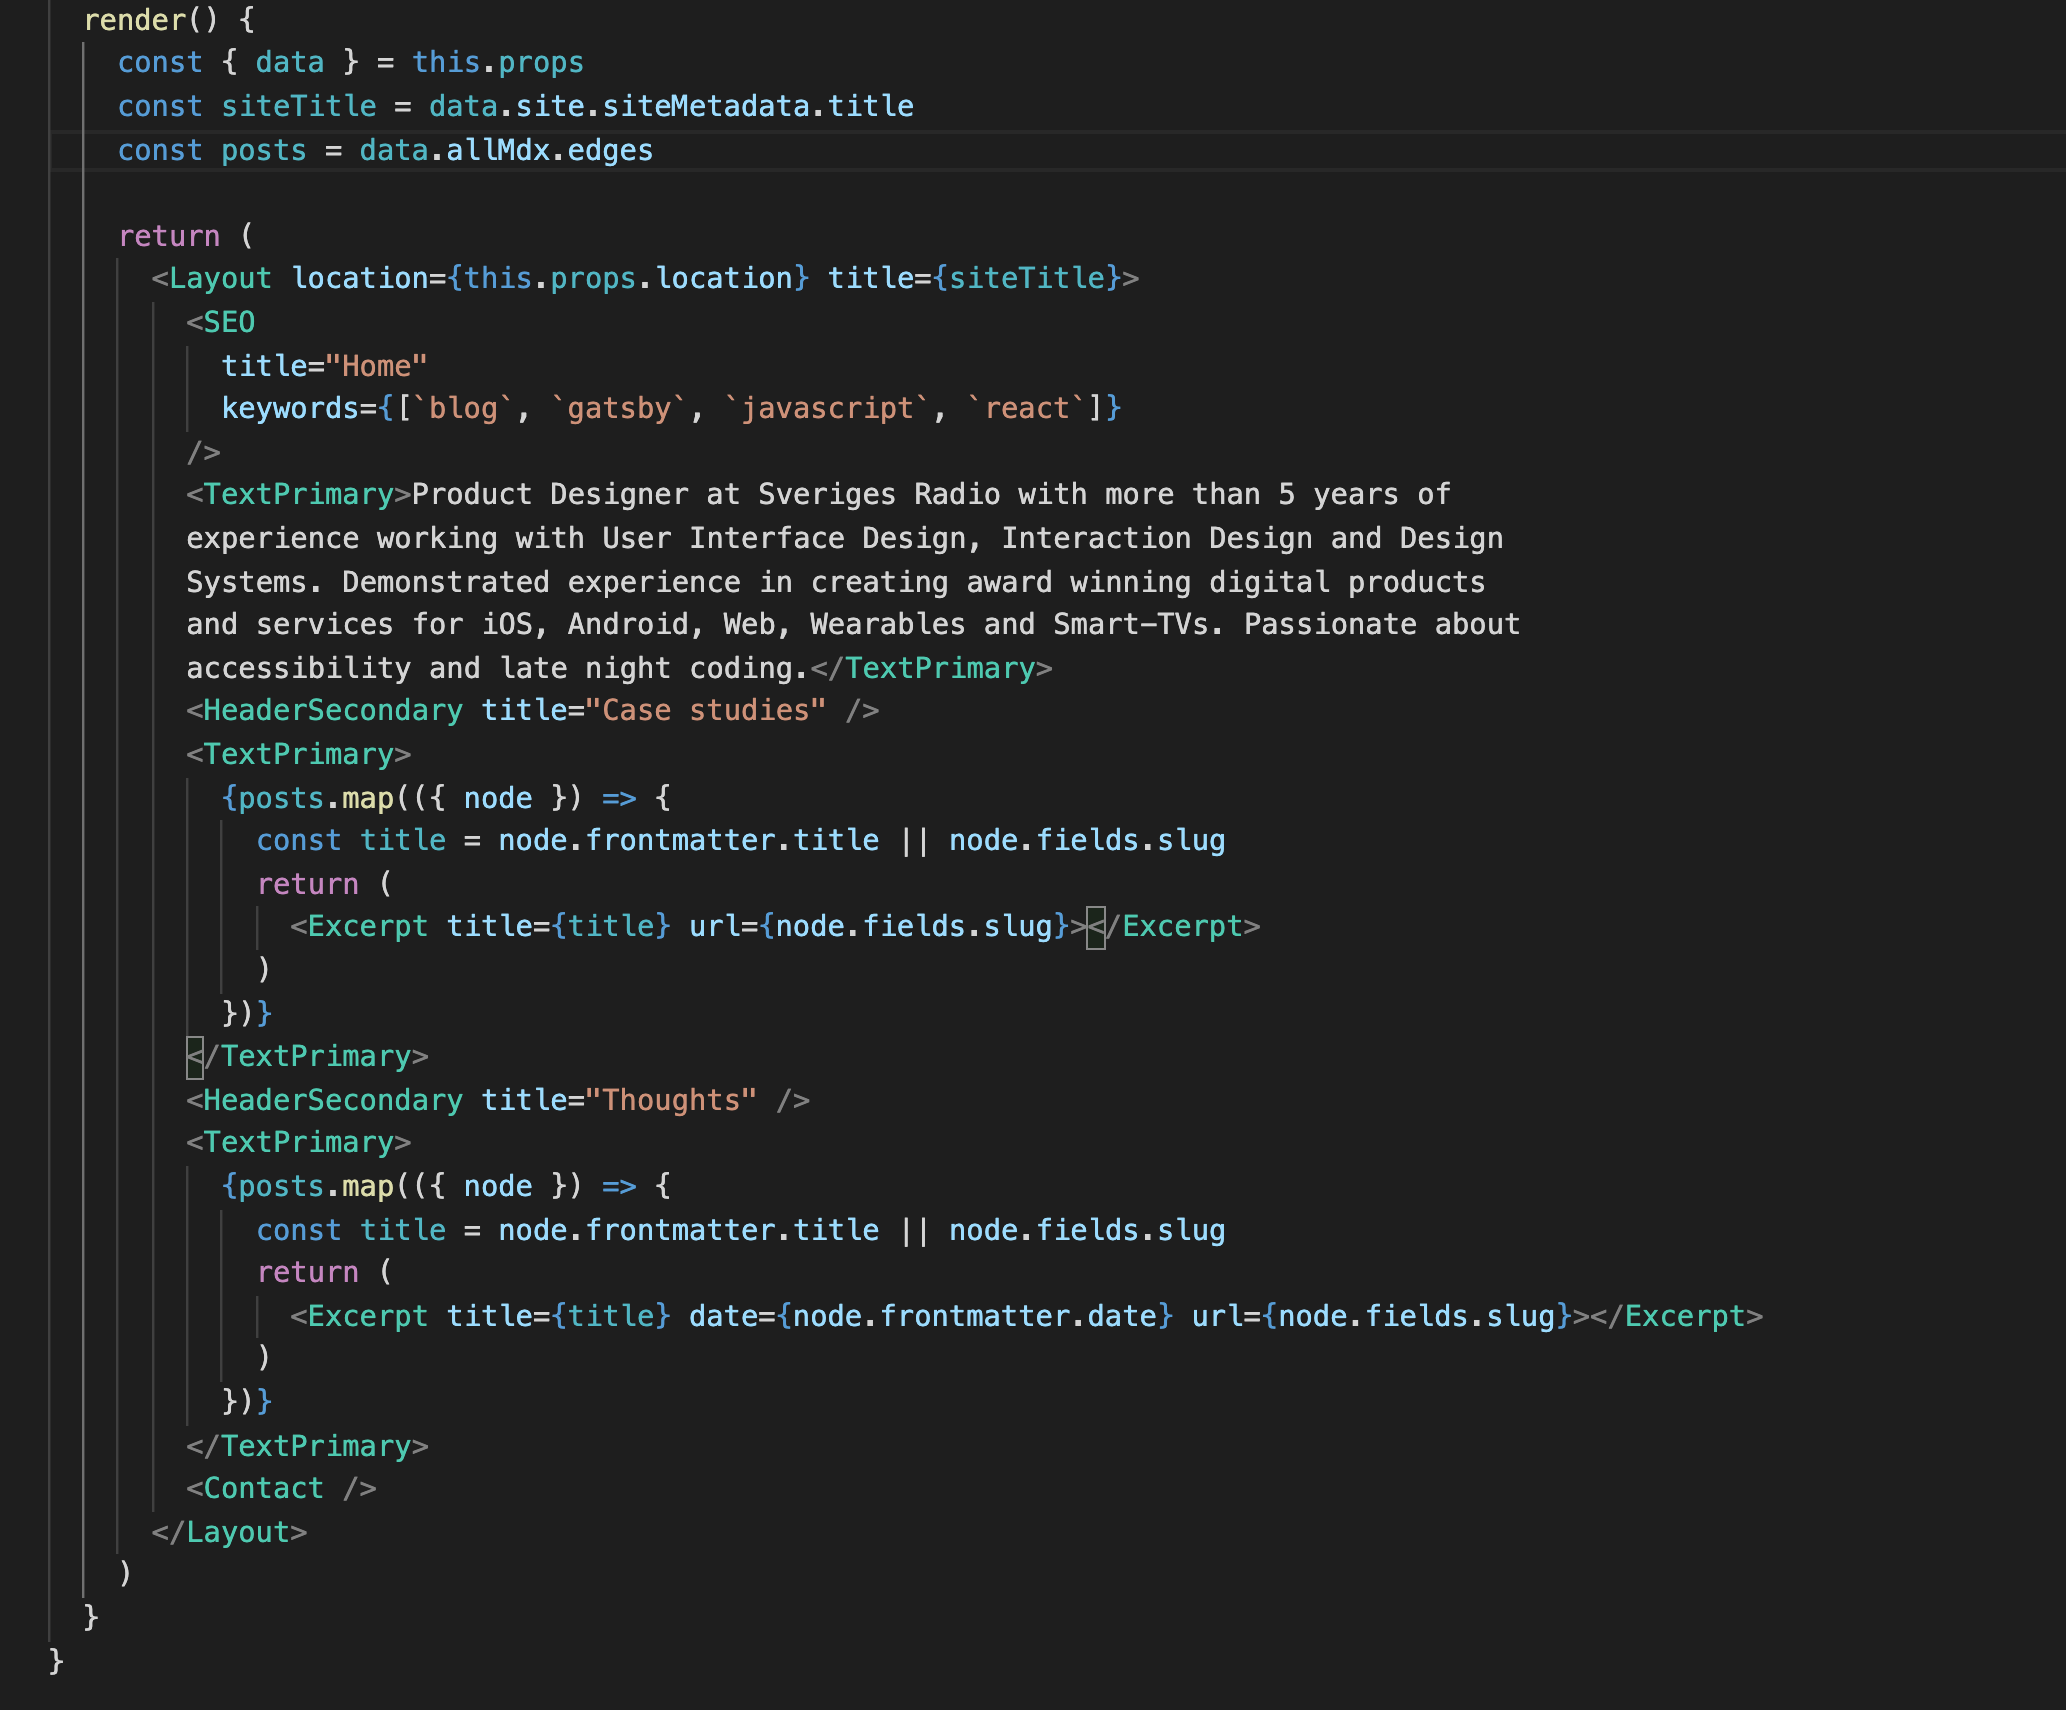 render() {
const { data } = this.props
const siteTitle = data.site.siteMetadata.title
const posts = data.allMdx.edges
return (
<Layout location={this.props.location} title={siteTitle}>
<SEO
title="Home"
keywords={[`blog`, `gatsby`, `javascript`, `react`]}
/>
<TextPrimary>Product Designer at Sveriges Radio with more than 5 years of
experience working with User Interface Design, Interaction Design and Design
Systems. Demonstrated experience in creating award winning digital products
and services for iOS, Android, Web, Wearables and Smart-TVs. Passionate about
accessibility and late night coding.</TextPrimary>
<HeaderSecondary title="Case studies" />
<TextPrimary>
{posts.map(({ node }) => {
const title = node.frontmatter.title || node.fields.slug
return (
<Excerpt title={title} url={node.fields.slug}></Excerpt>
)
})}
</TextPrimary>
<HeaderSecondary title="Thoughts" />
<TextPrimary>
{posts.map(({ node }) => {
const title = node.frontmatter.title || node.fields.slug
return (
<Excerpt title={title} date={node.frontmatter.date} url={node.fields.slug}></Excerpt>
)
})}
</TextPrimary>
<Contact />
</Layout>
)
}
}